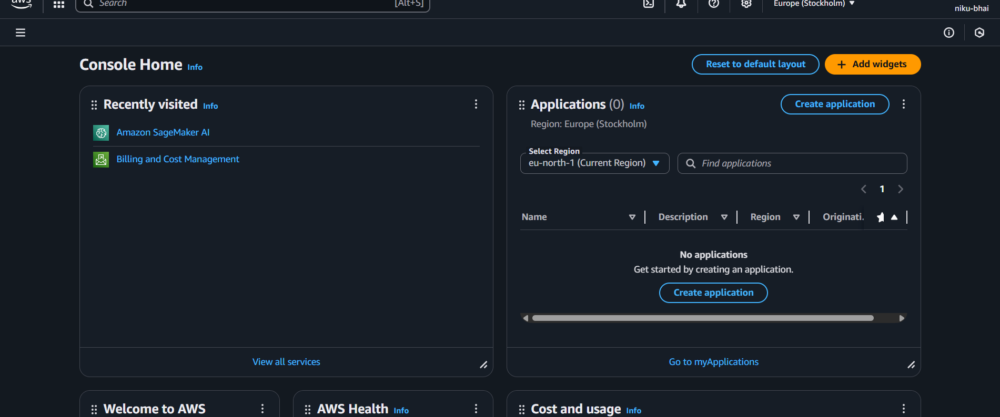 aws
Search
[Alt+S]
Europe (Stockholm)
niku-bhai
Console Home Info
Reset to default layout
Add widgets
Recently visited Info
Amazon SageMaker AI
Billing and Cost Management
View all services
Applications (0) Info
Create application
Region: Europe (Stockholm)
Select Region
eu-north-1 (Current Region)
Find applications
1
Name
Description
Region
Originati.
No applications
Get started by creating an application.
Create application
Go to myApplications
Welcome to AWS
AWS Health Info
Cost and usage Info